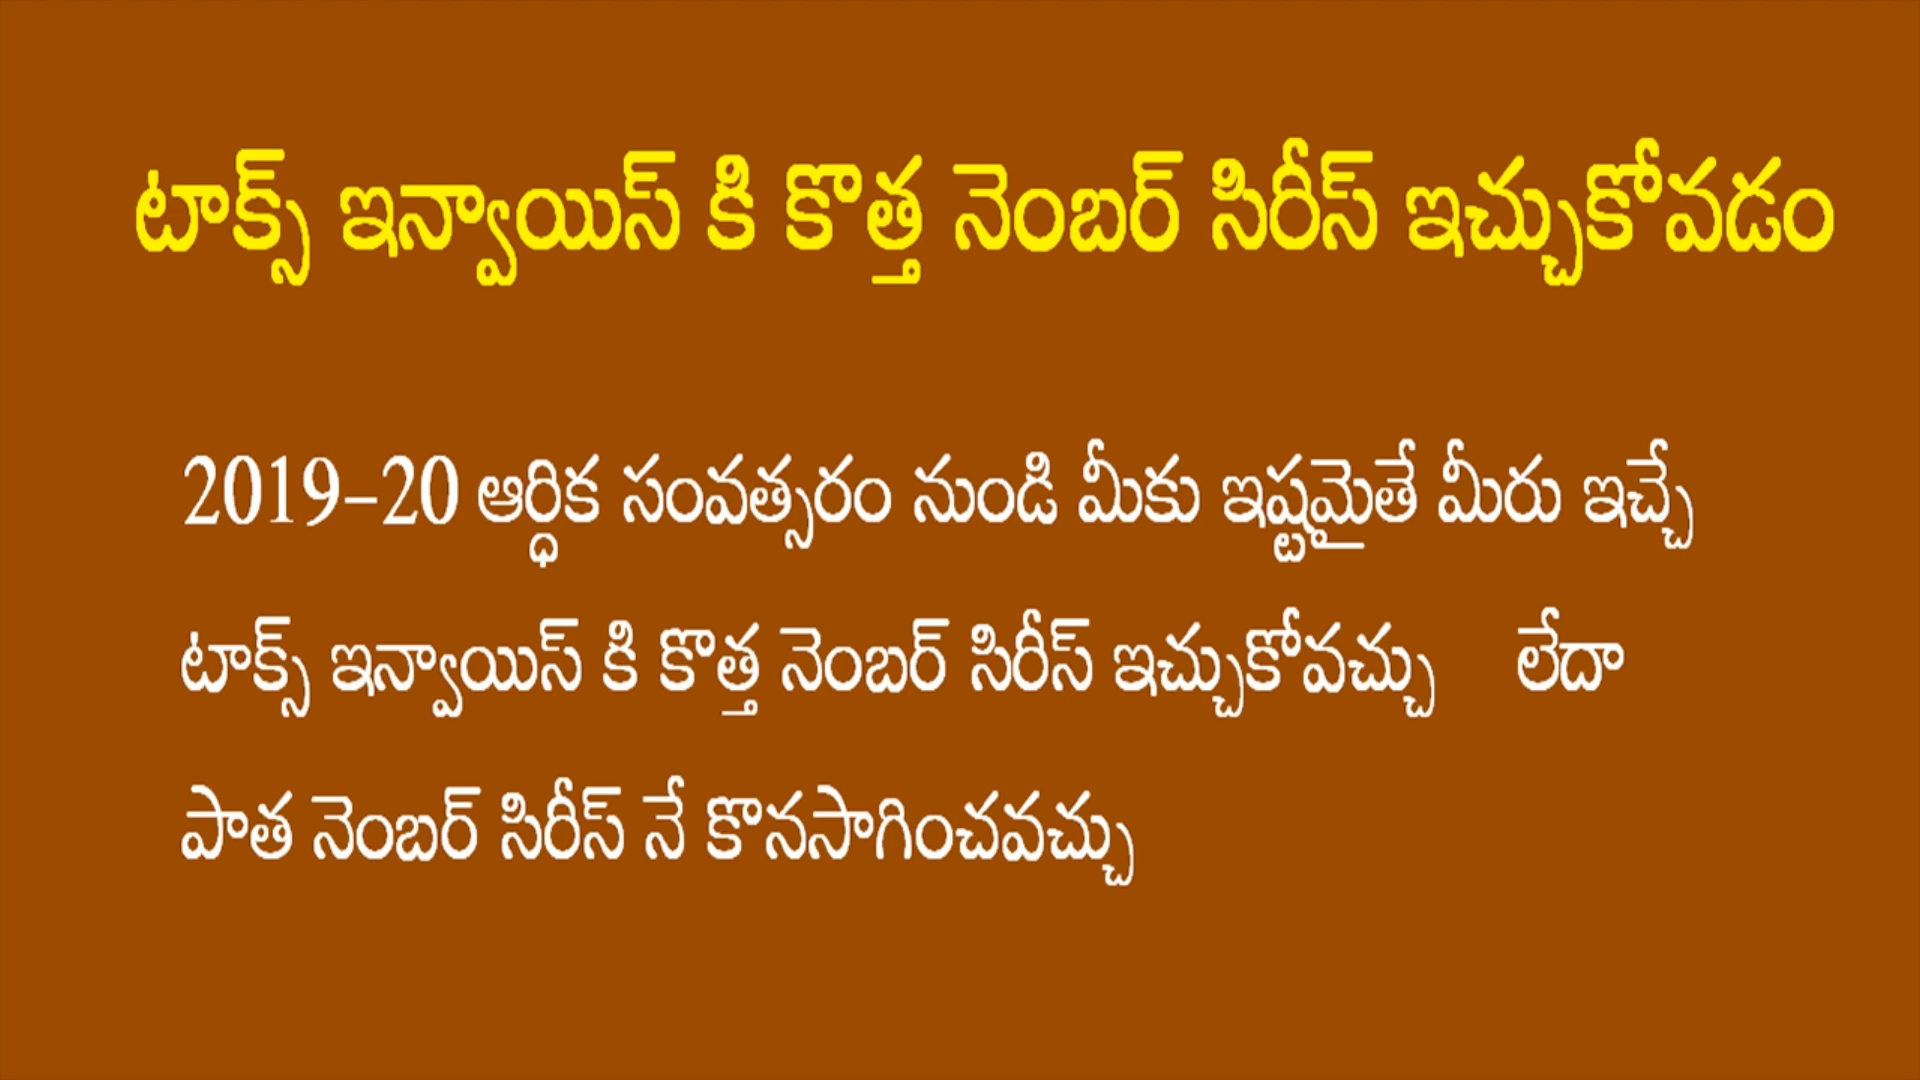 టాక్స్ ఇన్వాయిస్ కి కొత్త నెంబర్ సిరీస్ ఇచ్చుకోవడం
2019-20 ఆర్ధిక సంవత్సరం నుండి మీకు ఇష్టమైతే మీరు ఇచ్చే
టాక్స్ ఇన్వాయిస్ కి కొత్త నెంబర్ సిరీస్ ఇచ్చుకోవచ్చు లేదా
పాత నెంబర్ సిరీస్ నే కొనసాగించవచ్చు